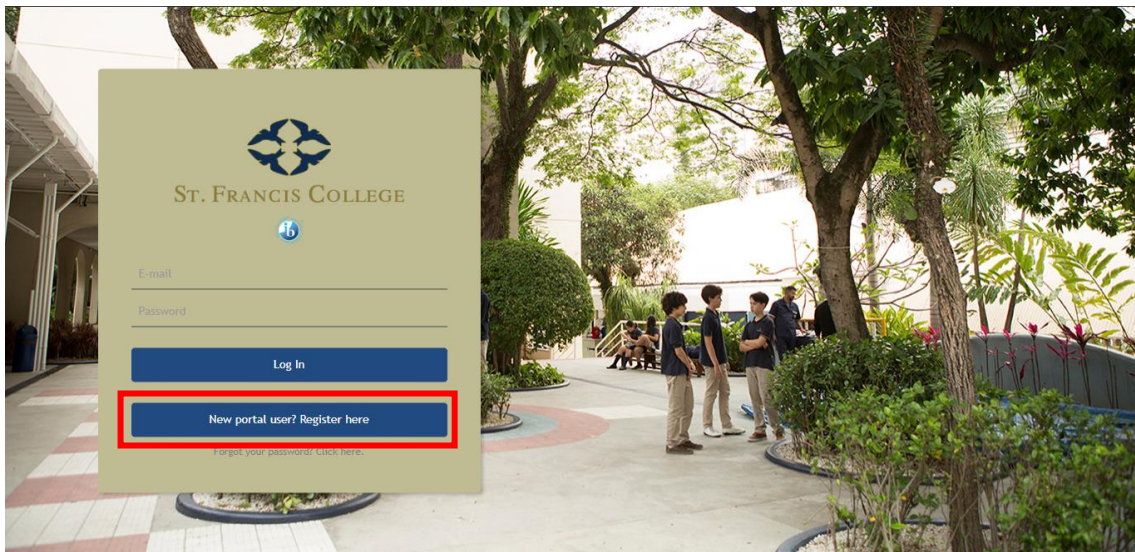 ST. FRANCIS COLLEGE
E-mail
Password
Log In
New portal user? Register here
Forgot your password? Click here.